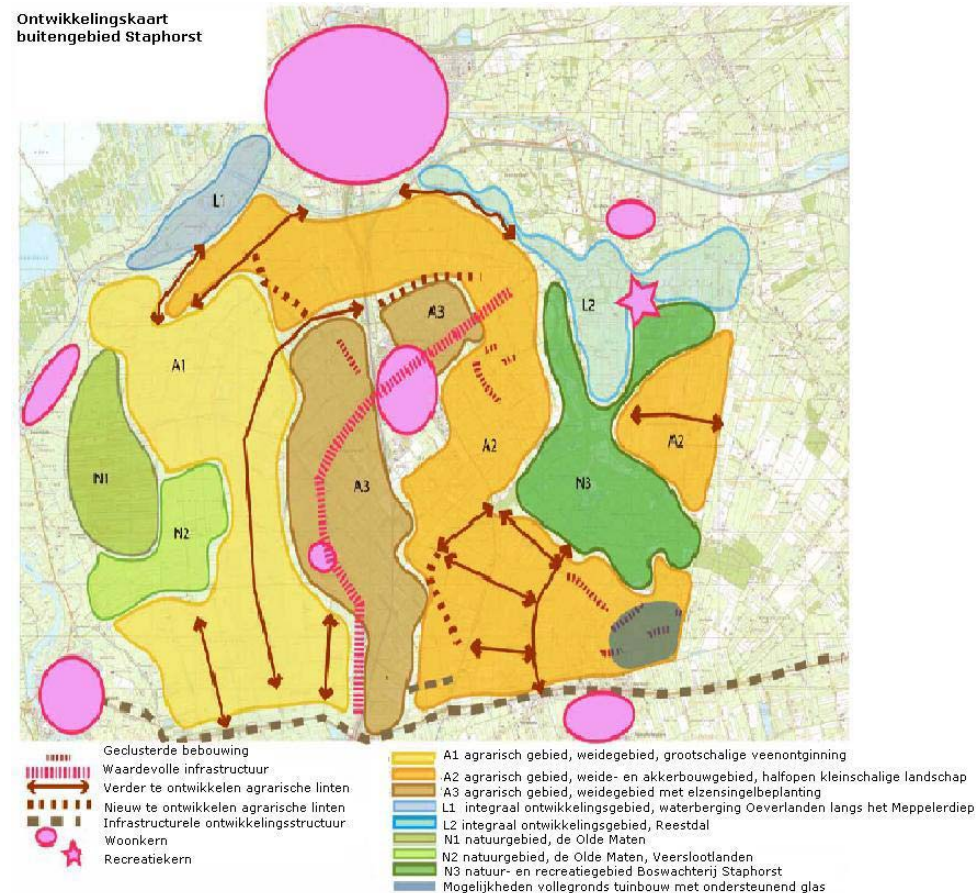 Ontwikkelingskaart
buitengebied Staphorst
L1
L2
A3
A1
A2
A2
N1
A3
N3
N2
Geclusterde bebouwing
Waardevolle infrastructuur
Verder te ontwikkelen agrarische linten
Nieuw te ontwikkelen agrarische linten
Infrastructurele ontwikkelingsstructuur
Woonkern
Recreatiekern
A1 agrarisch gebied, weidegebied, grootschalige veenontginning
A2 agrarisch gebied, weide- en akkerbouwgebied, halfopen kleinschalige landschap
A3 agrarisch gebied, weidegebied met elzensingelbeplanting
L1 integraal ontwikkelingsgebied, waterberging Oeverlanden langs het Meppelerdiep
L2 integraal ontwikkelingsgebied, Reestdal
N1 natuurgebied, de Olde Maten
N2 natuurgebied, de Olde Maten, Veerslootlanden
N3 natuur- en recreatiegebied Boswachterij Staphorst
Mogelijkheden vollegronds tuinbouw met ondersteunend glas